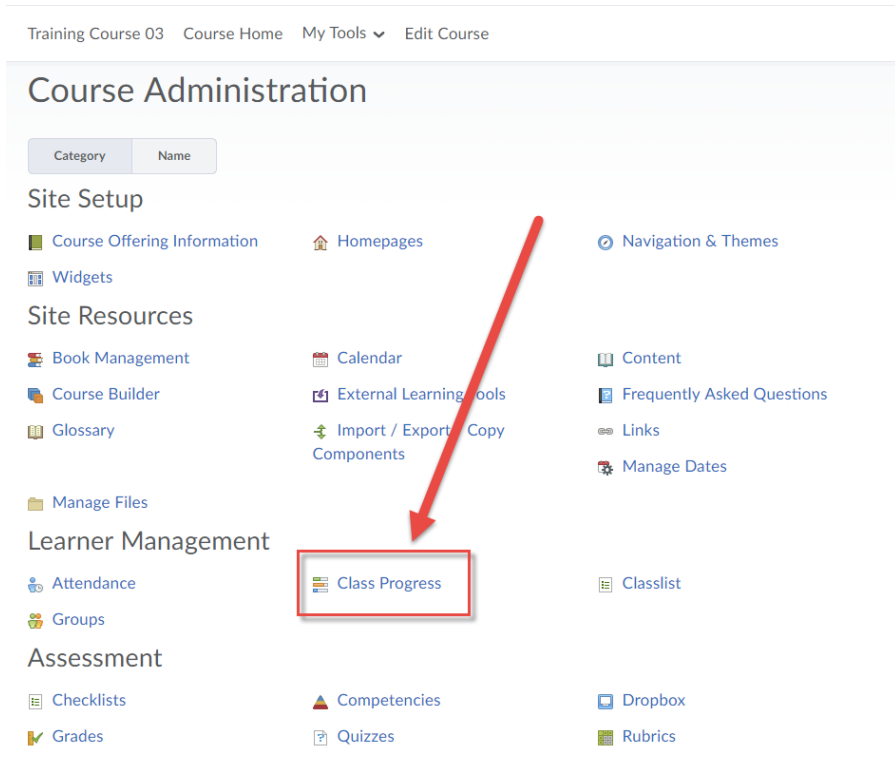 Training Course 03 Course Home My Tools Edit Course
Course Administration
Category Name
Site Setup
Course Offering Information Homepages Navigation & Themes
Widgets
Site Resources
Book Management Calendar Content
Course Builder External Learning Tools Frequently Asked Questions
Glossary Import / Export / Copy Links
Components
Manage Dates
Manage Files
Learner Management
Attendance Class Progress Classlist
Groups
Assessment
Checklists Competencies Dropbox
Grades Quizzes Rubrics